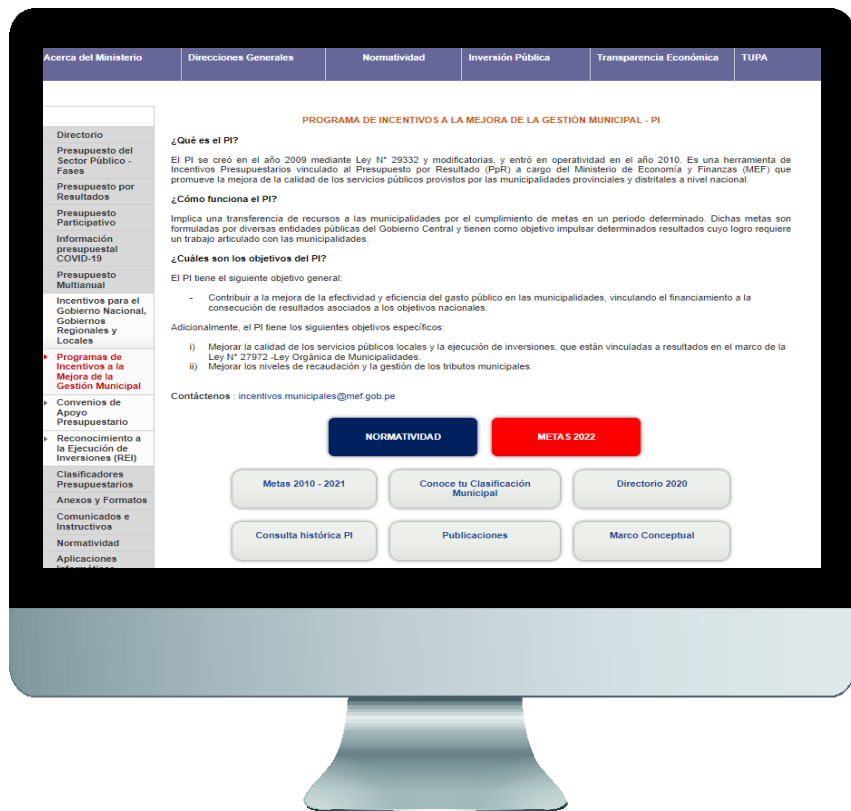 Acerca del Ministerio
Direcciones Generales
Normatividad
Inversión Pública
Transparencia Económica
TUPA
Directorio
Presupuesto del
Sector Público -
Fases
Presupuesto por
Resultados
Presupuesto
Participativo
Información
presupuestal
COVID-19
Presupuesto
Multianual
Incentivos para el
Gobierno Nacional,
Gobiernos
Regionales y
Locales
Programas de
Incentivos a la
Mejora de la
Gestión Municipal
Convenios de
Apoyo
Presupuestario
Reconocimiento a
la Ejecución de
Inversiones (REI)
Clasificadores
Presupuestarios
Anexos y Formatos
Comunicados e
Instructivos
Normatividad
Aplicaciones
PROGRAMA DE INCENTIVOS A LA MEJORA DE LA GESTIÓN MUNICIPAL - PI
¿Qué es el PI?
El PI se creó en el año 2009 mediante Ley N° 29332 y modificatorias, y entró en operatividad en el año 2010. Es una herramienta de
Incentivos Presupuestarios vinculado al Presupuesto por Resultado (PpR) a cargo del Ministerio de Economía y Finanzas (MEF) que
promueve la mejora de la calidad de los servicios públicos provistos por las municipalidades provinciales y distritales a nivel nacional.
¿Cómo funciona el PI?
Implica una transferencia de recursos a las municipalidades por el cumplimiento de metas en un periodo determinado. Dichas metas son
formuladas por diversas entidades públicas del Gobierno Central y tienen como objetivo impulsar determinados resultados cuyo logro requiere
un trabajo articulado con las municipalidades.
¿Cuáles son los objetivos del PI?
El PI tiene el siguiente objetivo general:
- Contribuir a la mejora de la efectividad y eficiencia del gasto público en las municipalidades, vinculando el financiamiento a la
consecución de resultados asociados a los objetivos nacionales.
Adicionalmente, el PI tiene los siguientes objetivos específicos:
i) Mejorar la calidad de los servicios públicos locales y la ejecución de inversiones, que están vinculadas a resultados en el marco de la
Ley N° 27972 -Ley Orgánica de Municipalidades.
ii) Mejorar los niveles de recaudación y la gestión de los tributos municipales.
Contáctenos : incentivos.municipales@mef.gob.pe
NORMATIVIDAD
METAS 2022
Metas 2010 - 2021
Conoce tu Clasificación
Municipal
Directorio 2020
Consulta histórica PI
Publicaciones
Marco Conceptual